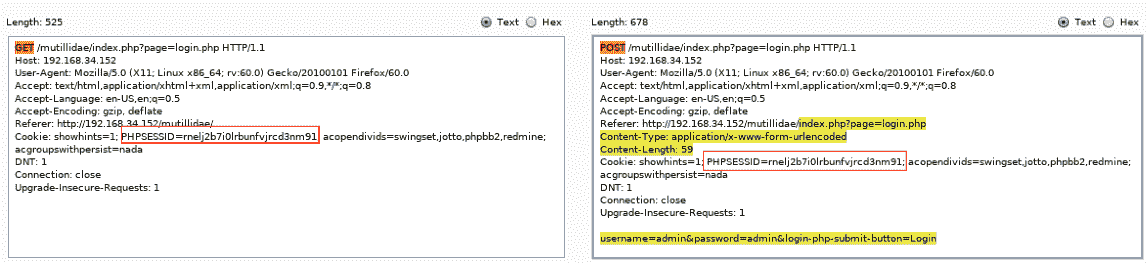 Length: 525
Text
Hex
GET /mutillidae/index.php?page=login.php HTTP/1.1
Host: 192.168.34.152
User-Agent: Mozilla/5.0 (X11; Linux x86_64; rv:60.0) Gecko/20100101 Firefox/60.0
Accept: text/html,application/xhtml+xml,application/xml;q=0.9,*/*;q=0.8
Accept-Language: en-US,en;q=0.5
Accept-Encoding: gzip, deflate
Referer: http://192.168.34.152/mutillidae/
Cookie: showhints=1; PHPSESSID=rnelj2b7i0lrbunfvjrcd3nm91 acopendivids=swingset,jotto,phpbb2,redmine;
acgroupswithpersist=nada
DNT: 1
Connection: close
Upgrade-Insecure-Requests: 1
Length: 678
Text
Hex
POST /mutillidae/index.php?page=login.php HTTP/1.1
Host: 192.168.34.152
User-Agent: Mozilla/5.0 (X11; Linux x86_64; rv:60.0) Gecko/20100101 Firefox/60.0
Accept: text/html,application/xhtml+xml,application/xml;q=0.9,*/*;q=0.8
Accept-Language: en-US,en;q=0.5
Accept-Encoding: gzip, deflate
Referer: http://192.168.34.152/mutillidae/index.php?page=login.php
Content-Type: application/x-www-form-urlencoded
Content-Length: 59
Cookie: showhints=1; PHPSESSID=rnelj2b7i0lrbunfvjrcd3nm91; acopendivids=swingset,jotto,phpbb2,redmine;
acgroupswithpersist=nada
DNT: 1
Connection: close
Upgrade-Insecure-Requests: 1
username=admin&password=admin&login-php-submit-button=Login